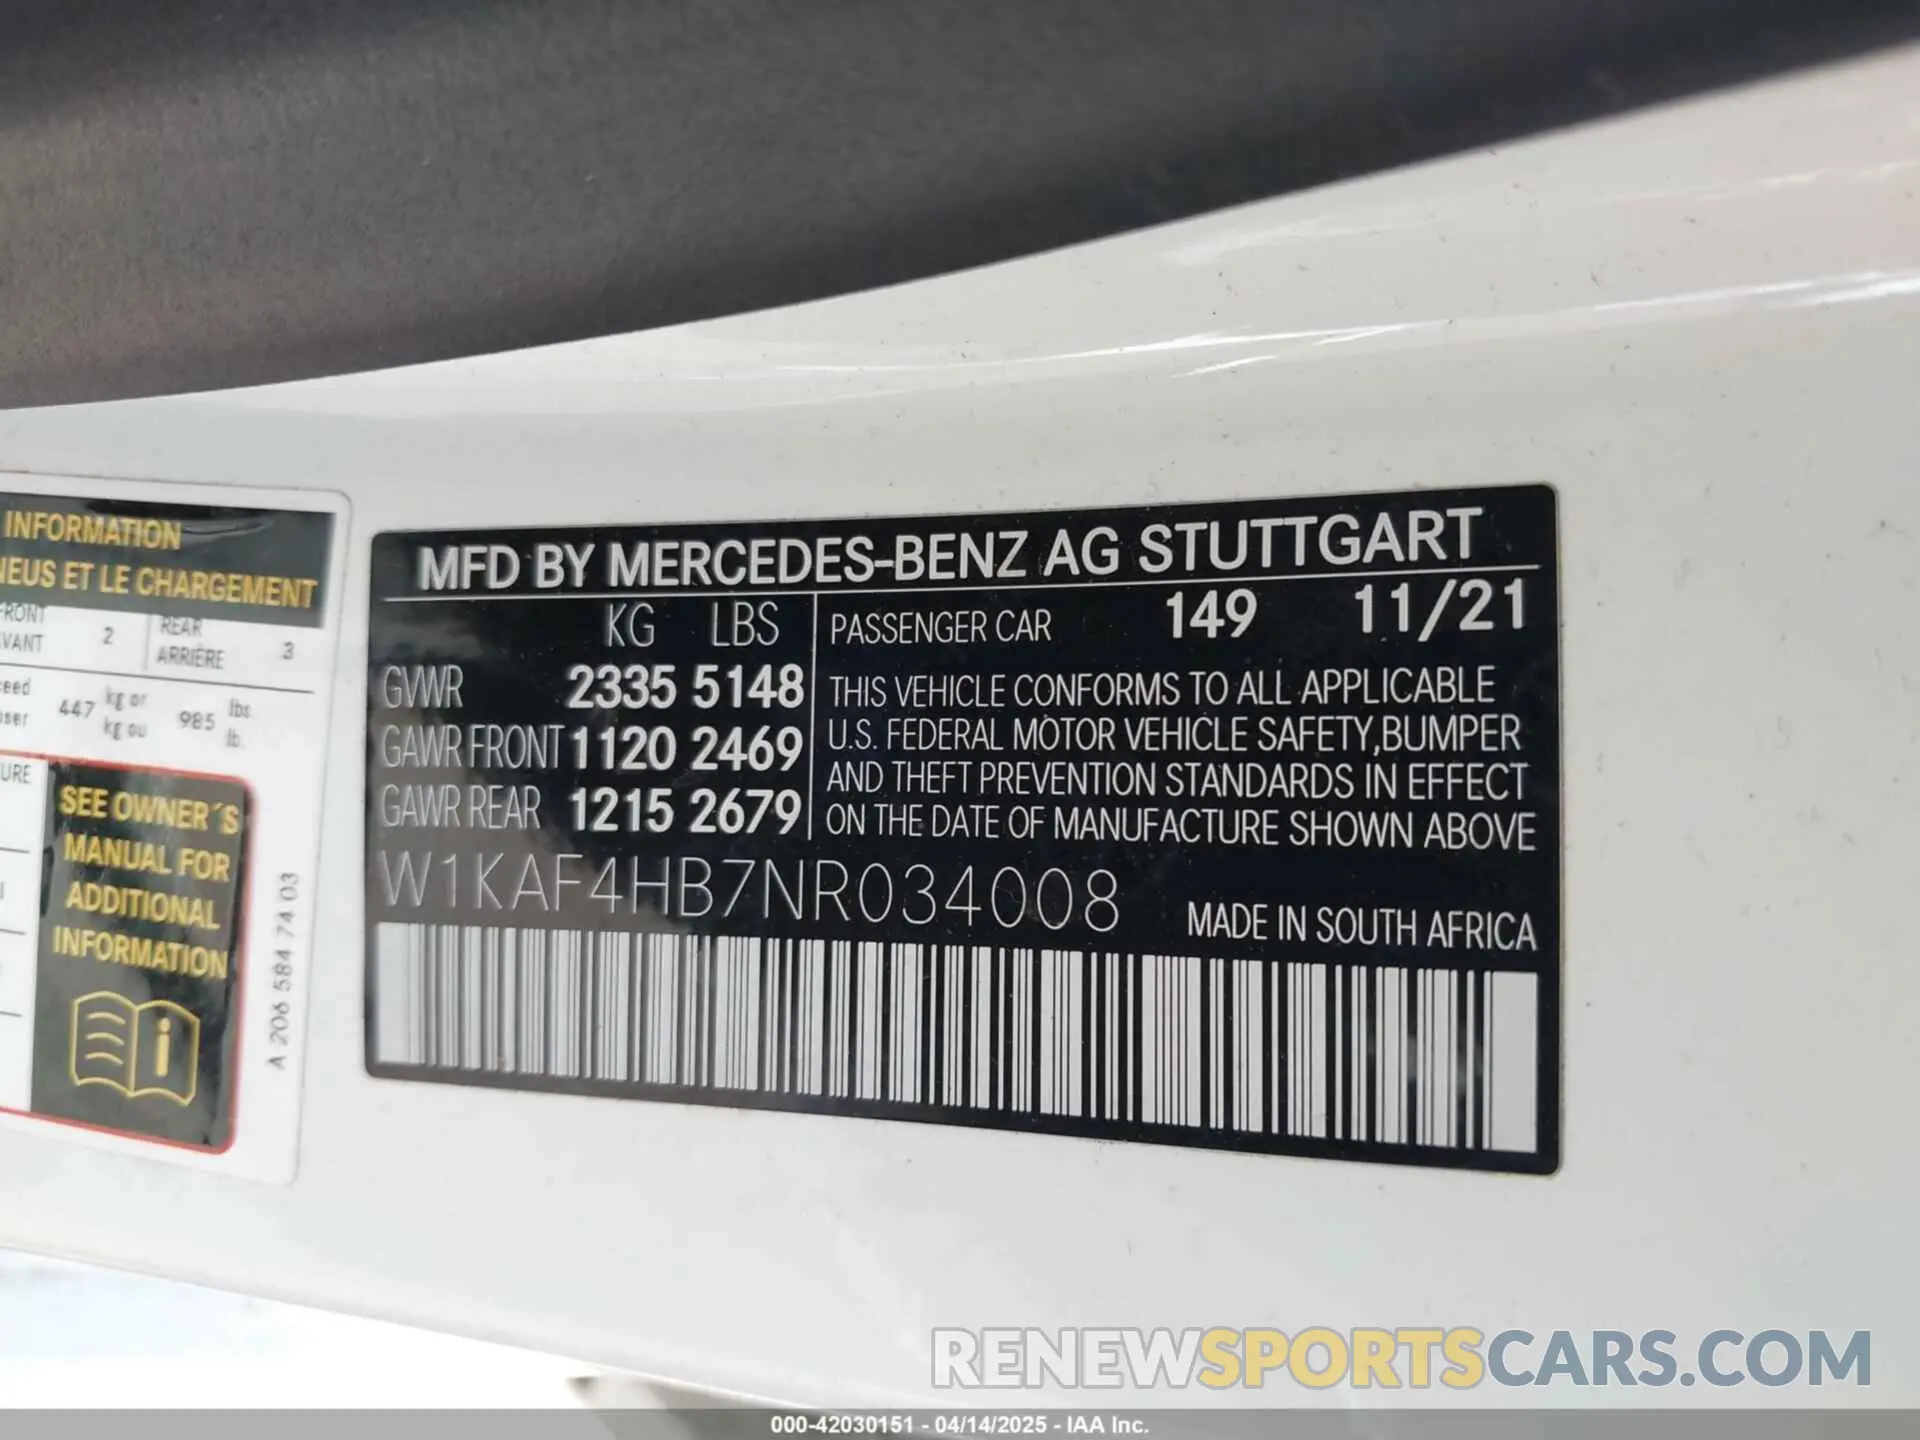 INFORMATION
NEUS ET LE CHARGEMENT
FRONT
AVANT
2
REAR
ARRIÈRE
3
447 kg or 985 lbs
kg ou lb.
URE
SEE OWNER´S
MANUAL FOR
ADDITIONAL
INFORMATION
A 206 584 74 03
MFD BY MERCEDES-BENZ AG STUTTGART
KG LBS
GVWR 2335 5148
GAWR FRONT 1120 2469
GAWR REAR 1215 2679
PASSENGER CAR 149 11/21
THIS VEHICLE CONFORMS TO ALL APPLICABLE
U.S. FEDERAL MOTOR VEHICLE SAFETY,BUMPER
AND THEFT PREVENTION STANDARDS IN EFFECT
ON THE DATE OF MANUFACTURE SHOWN ABOVE
W1KAF4HB7NR034008
MADE IN SOUTH AFRICA
RENEWSPORTSCARS.COM
000-42030151 - 04/14/2025 - IAA Inc.